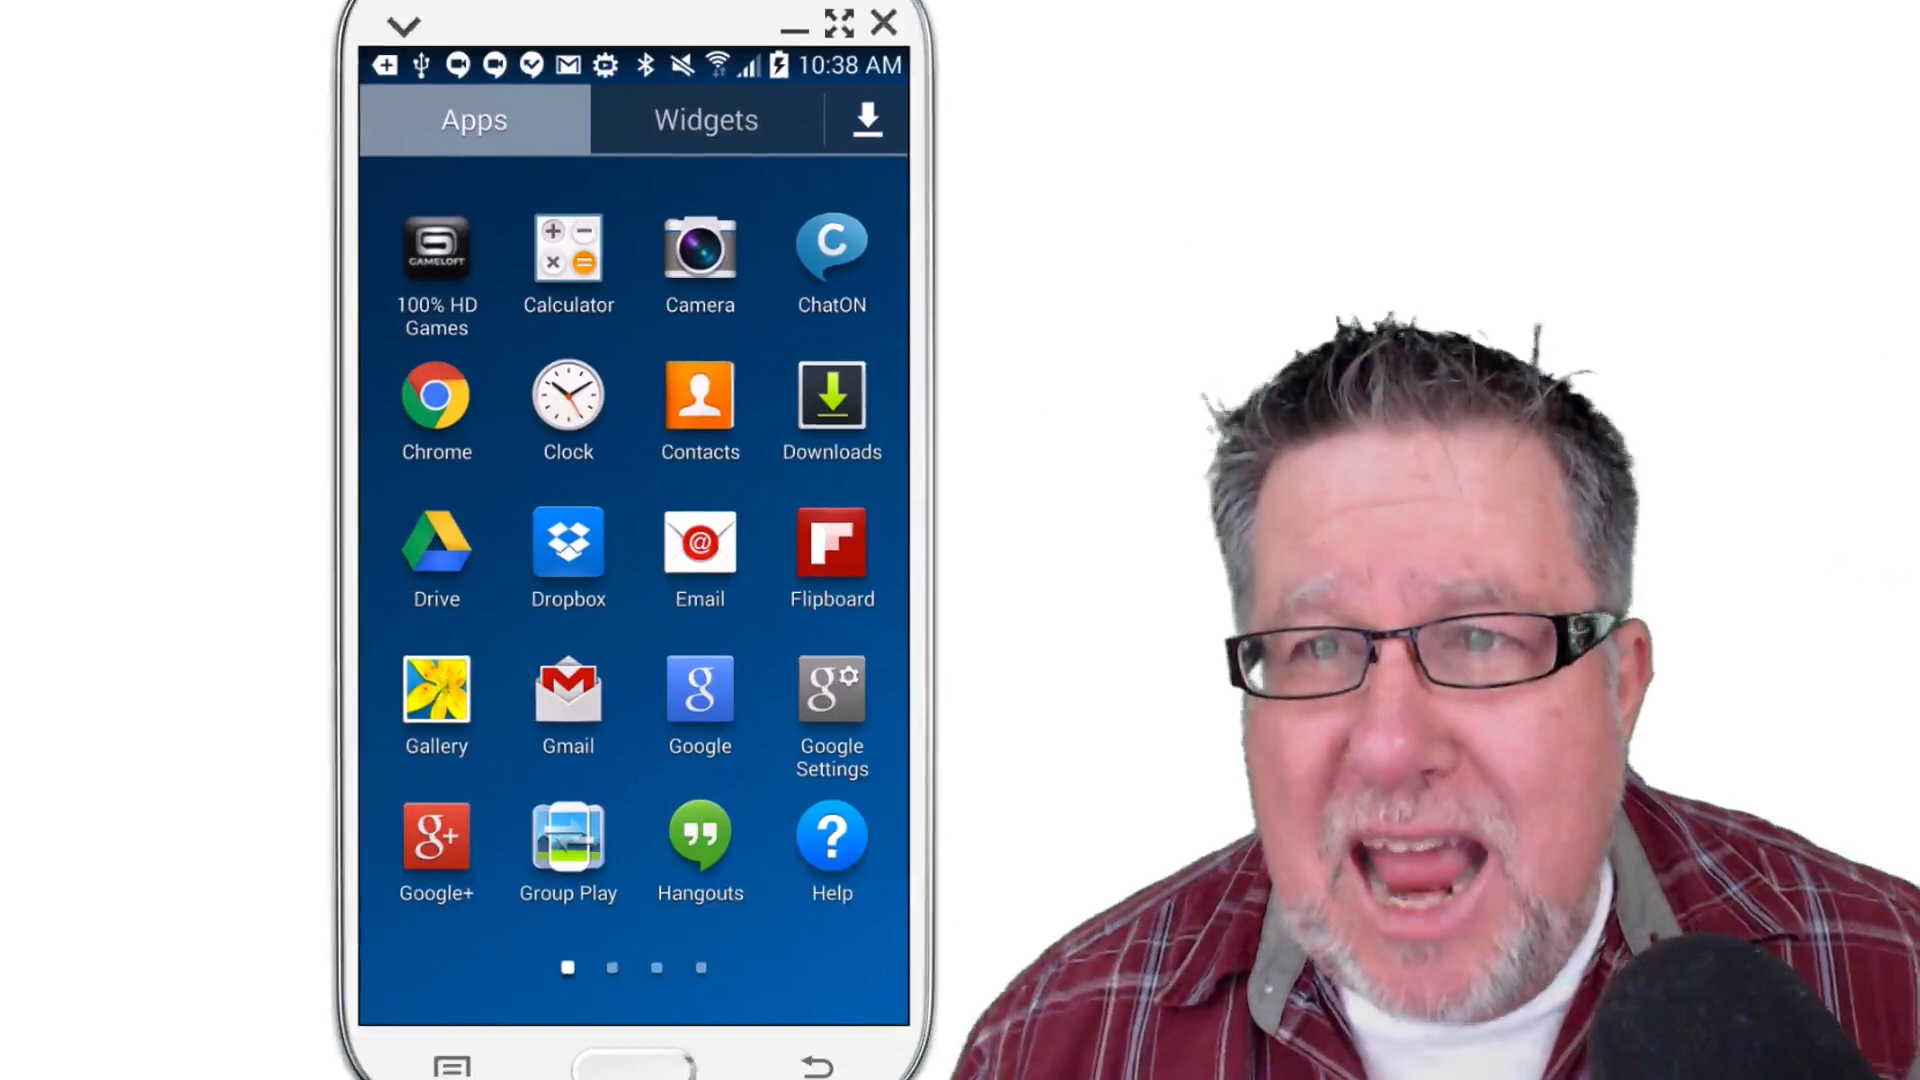 10:38 AM
Apps Widgets
GAMELOFT
C
100% HD Calculator Camera ChatON
Games
Chrome Clock Contacts Downloads
@
Drive Dropbox Email Flipboard
g g
Gallery Gmail Google Google
Settings
g+ ?
Google+ Group Play Hangouts Help